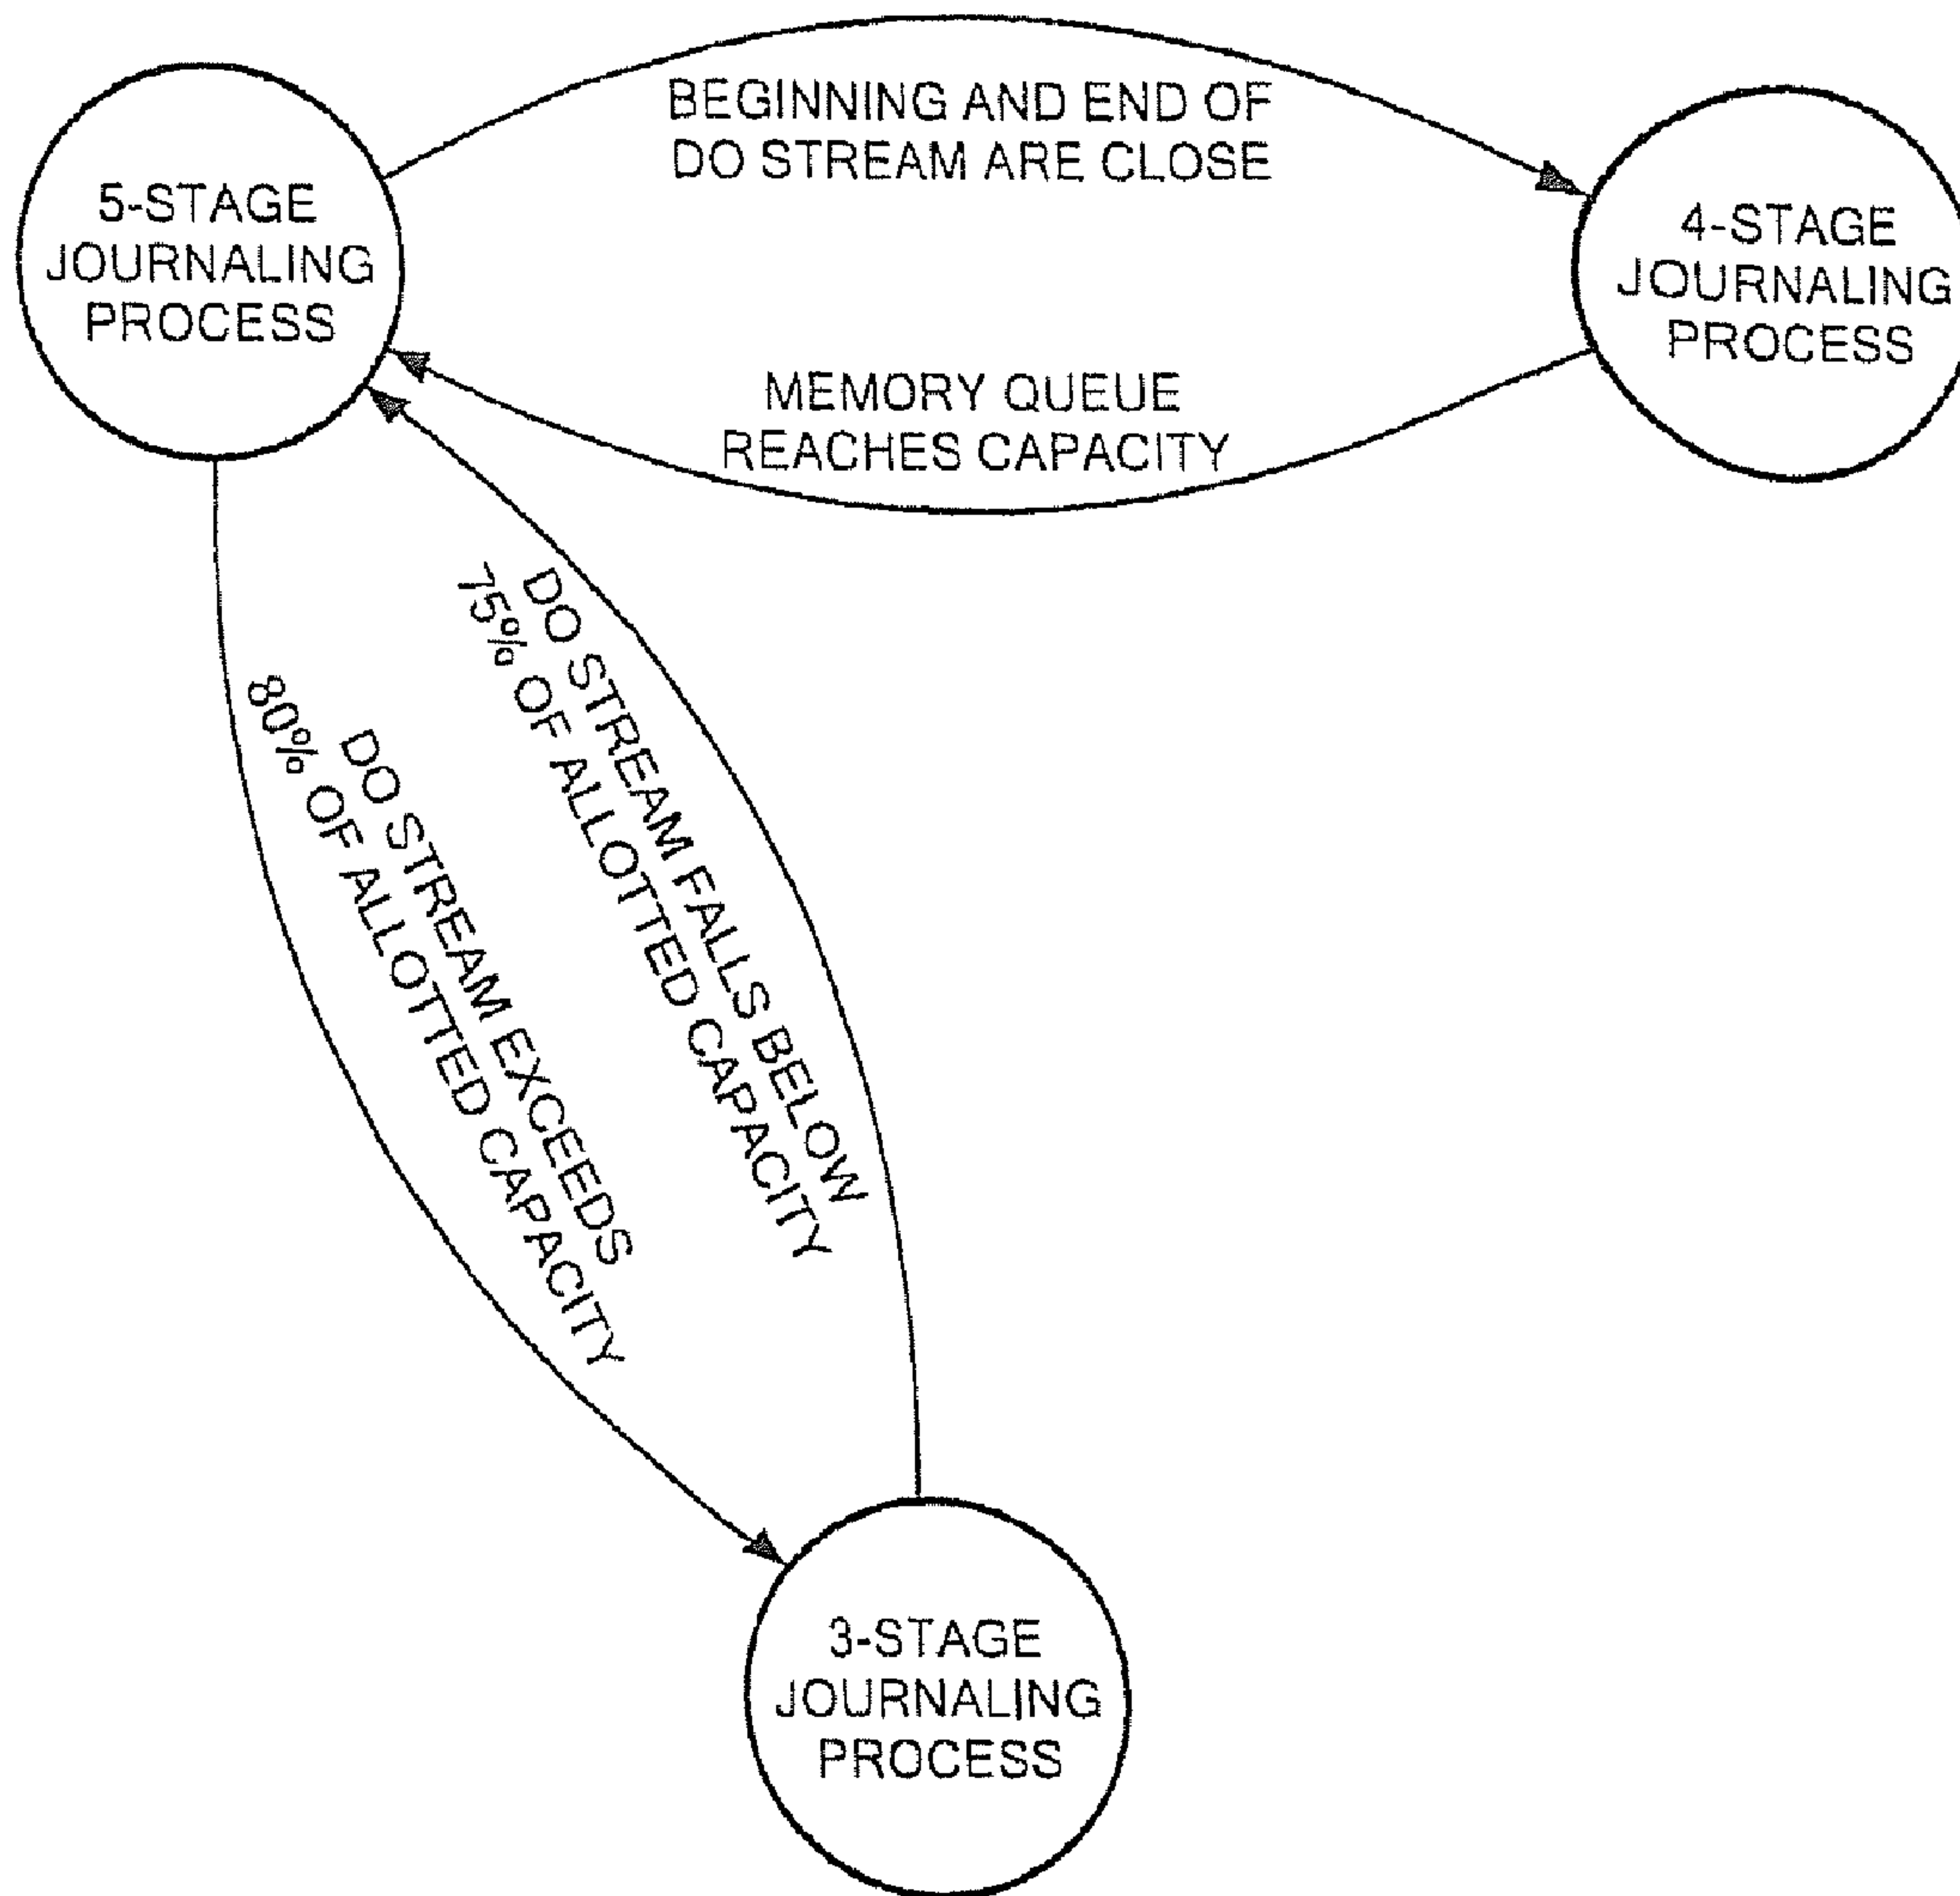 BEGINNING AND END OF
DO STREAM ARE CLOSE
5-STAGE
JOURNALING
PROCESS
4-STAGE
JOURNALING
PROCESS
MEMORY QUEUE
REACHES CAPACITY
DO STREAM FALLS BELOW
75% OF ALLOTTED CAPACITY
DO STREAM EXCEEDS
80% OF ALLOTTED CAPACITY
3-STAGE
JOURNALING
PROCESS